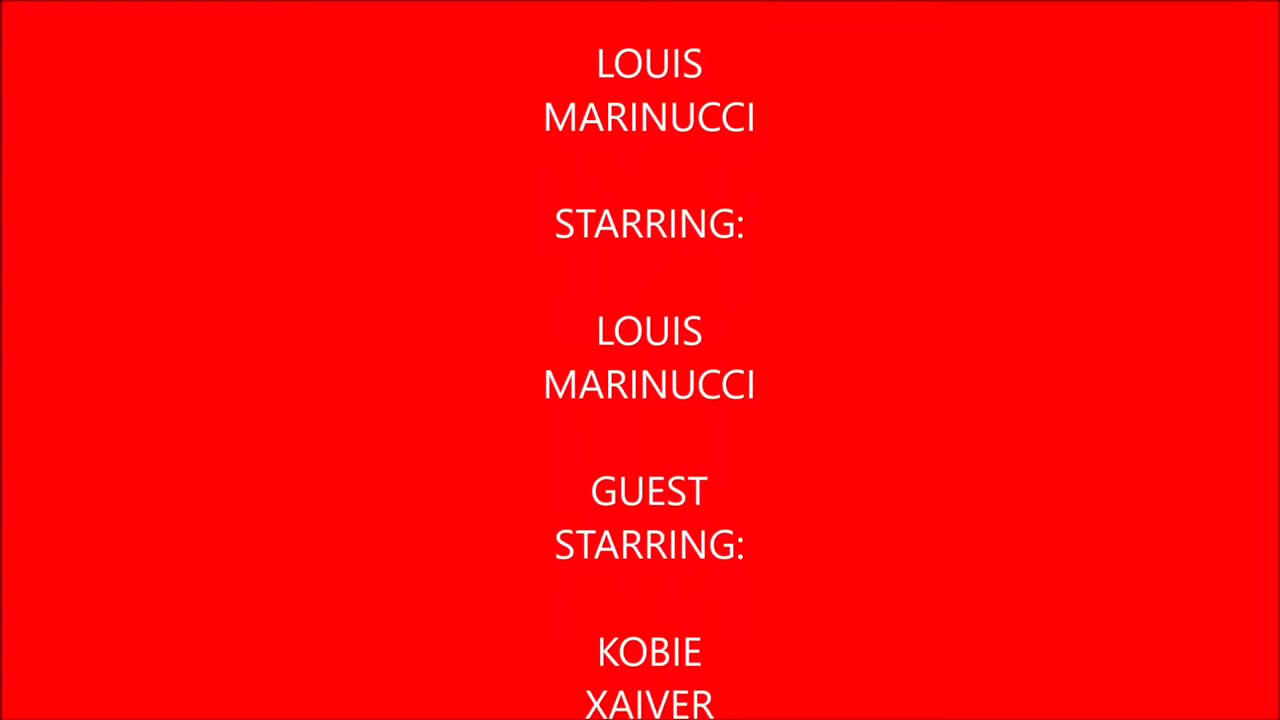 LOUIS
MARINUCCI
STARRING:
LOUIS
MARINUCCI
GUEST
STARRING:
KOBIE
XAIVER